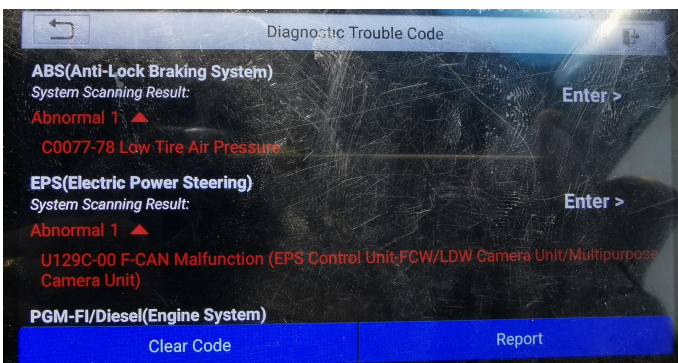 Diagnostic Trouble Code
ABS(Anti-Lock Braking System)
System Scanning Result:
Enter >
Abnormal 1
C0077-78 Low Tire Air Pressure
EPS(Electric Power Steering)
System Scanning Result:
Enter >
Abnormal 1
U129C-00 F-CAN Malfunction (EPS Control Unit-FCW/LDW Camera Unit/Multipurpose
Camera Unit)
PGM-FI/Diesel(Engine System)
Clear Code
Report